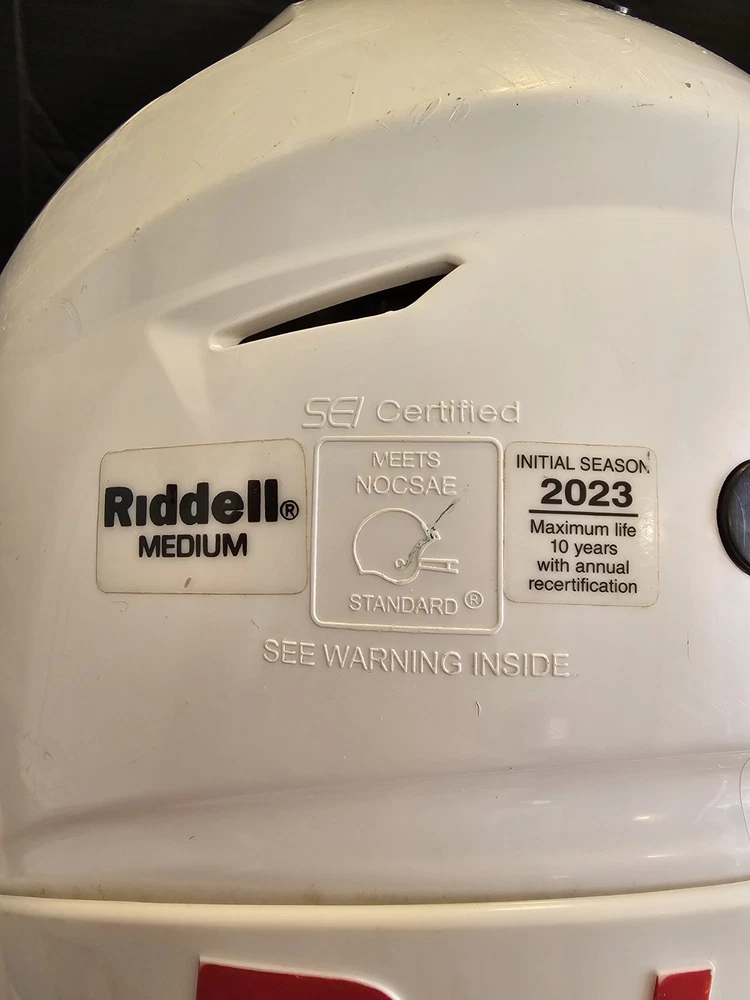 SEI Certified
Riddell®
MEDIUM
MEETS
NOCSAE
STANDARD ®
INITIAL SEASON
2023
Maximum life
10 years
with annual
recertification
SEE WARNING INSIDE